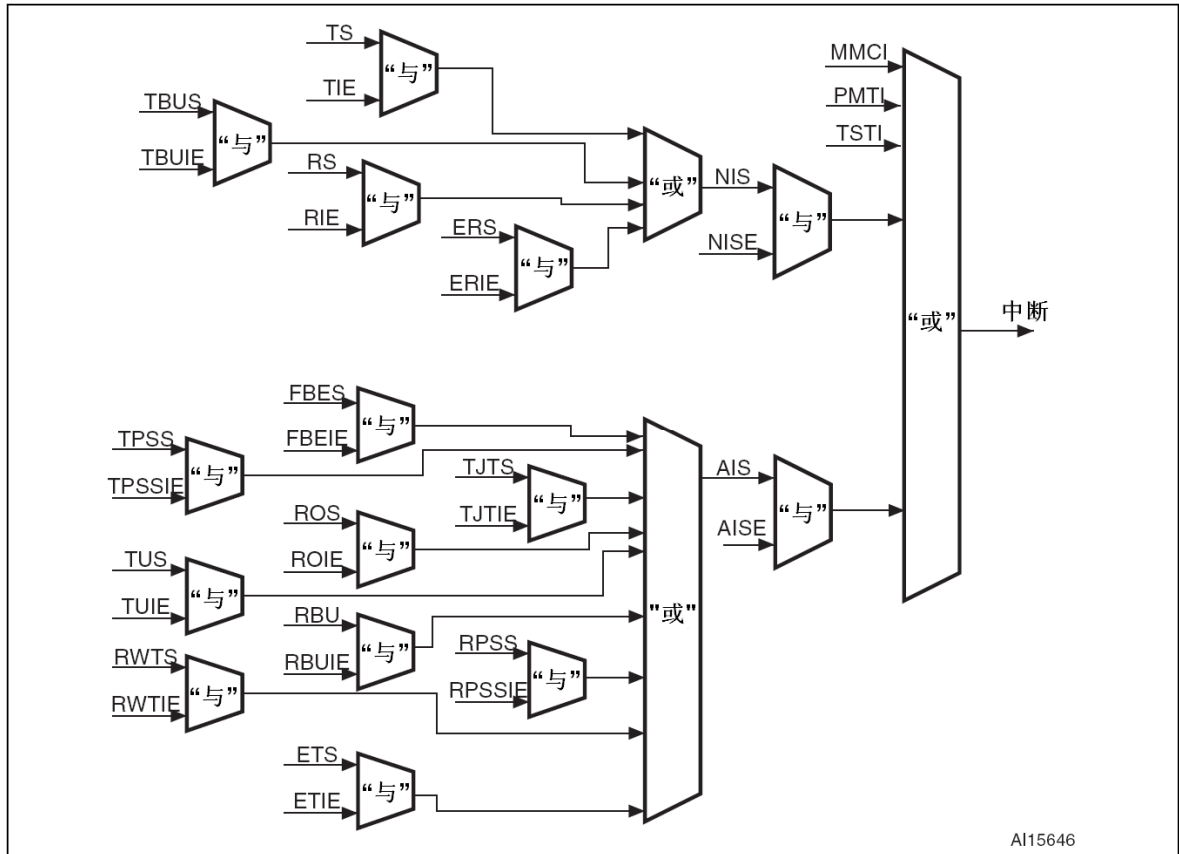 TS
“与”
TIE
TBUS
“与”
TBUIE
RS
“与”
RIE
ERS
“与”
ERIE
“或”
NIS
NISE
“与”
MMCI
PMTI
TSTI
“或”
中断
FBES
“与”
FBEIE
TPSS
“与”
TPSSIE
TJTS
“与”
TJTIE
ROS
“与”
ROIE
TUS
“与”
TUIE
RBU
“与”
RBUIE
RPSS
“与”
RPSSIE
RWTS
“与”
RWTIE
ETS
“与”
ETIE
"或"
AIS
AISE
“与”
AI15646